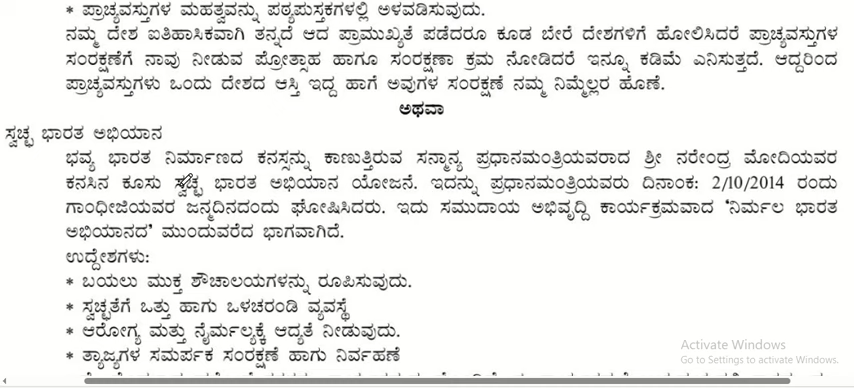 * ಪ್ರಾಚ್ಯವಸ್ತುಗಳ ಮಹತ್ವವನ್ನು ಪಠ್ಯಪುಸ್ತಕಗಳಲ್ಲಿ ಅಳವಡಿಸುವುದು.
ನಮ್ಮ ದೇಶ ಐತಿಹಾಸಿಕವಾಗಿ ತನ್ನದೆ ಆದ ಪ್ರಾಮುಖ್ಯತೆ ಪಡೆದರೂ ಕೂಡ ಬೇರೆ ದೇಶಗಳಿಗೆ ಹೋಲಿಸಿದರೆ ಪ್ರಾಚ್ಯವಸ್ತುಗಳ
ಸಂರಕ್ಷಣೆಗೆ ನಾವು ನೀಡುವ ಪ್ರೋತ್ಸಾಹ ಹಾಗೂ ಸಂರಕ್ಷಣಾ ಕ್ರಮ ನೋಡಿದರೆ ಇನ್ನೂ ಕಡಿಮೆ ಎನಿಸುತ್ತದೆ. ಆದ್ದರಿಂದ
ಪ್ರಾಚ್ಯವಸ್ತುಗಳು ಒಂದು ದೇಶದ ಆಸ್ತಿ ಇದ್ದ ಹಾಗೆ ಅವುಗಳ ಸಂರಕ್ಷಣೆ ನಮ್ಮ ನಿಮ್ಮೆಲ್ಲರ ಹೊಣೆ.
ಅಥವಾ
ಸ್ವಚ್ಛ ಭಾರತ ಅಭಿಯಾನ
ಭವ್ಯ ಭಾರತ ನಿರ್ಮಾಣದ ಕನಸ್ಸನ್ನು ಕಾಣುತ್ತಿರುವ ಸನ್ಮಾನ್ಯ ಪ್ರಧಾನಮಂತ್ರಿಯವರಾದ ಶ್ರೀ ನರೇಂದ್ರ ಮೋದಿಯವರ
ಕನಸಿನ ಕೂಸು ಸ್ವಚ್ಛ ಭಾರತ ಅಭಿಯಾನ ಯೋಜನೆ. ಇದನ್ನು ಪ್ರಧಾನಮಂತ್ರಿಯವರು ದಿನಾಂಕ: 2/10/2014 ರಂದು
ಗಾಂಧೀಜಿಯವರ ಜನ್ಮದಿನದಂದು ಘೋಷಿಸಿದರು. ಇದು ಸಮುದಾಯ ಅಭಿವೃದ್ಧಿ ಕಾರ್ಯಕ್ರಮವಾದ 'ನಿರ್ಮಲ ಭಾರತ
ಅಭಿಯಾನದ' ಮುಂದುವರೆದ ಭಾಗವಾಗಿದೆ.
ಉದ್ದೇಶಗಳು:
* ಬಯಲು ಮುಕ್ತ ಶೌಚಾಲಯಗಳನ್ನು ರೂಪಿಸುವುದು.
* ಸ್ವಚ್ಛತೆಗೆ ಒತ್ತು ಹಾಗು ಒಳಚರಂಡಿ ವ್ಯವಸ್ಥೆ
* ಆರೋಗ್ಯ ಮತ್ತು ನೈರ್ಮಲ್ಯಕ್ಕೆ ಆದ್ಯತೆ ನೀಡುವುದು.
* ತ್ಯಾಜ್ಯಗಳ ಸಮರ್ಪಕ ಸಂರಕ್ಷಣೆ ಹಾಗು ನಿರ್ವಹಣೆ
Activate Windows
Go to Settings to activate Windows.